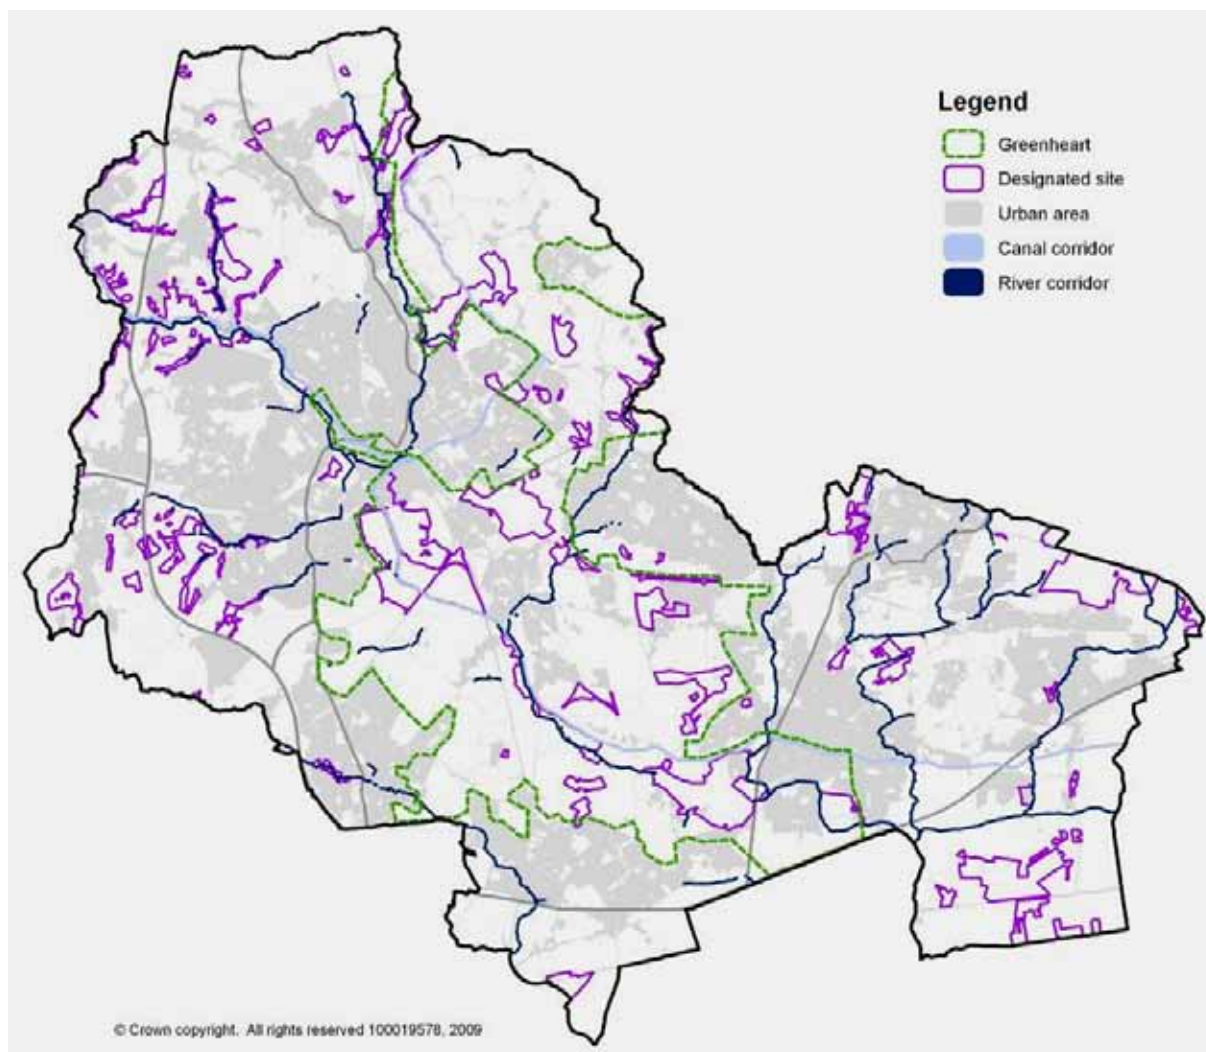 Legend
Greenheart
Designated site
Urban area
Canal corridor
River corridor
© Crown copyright. All rights reserved 100019578, 2009